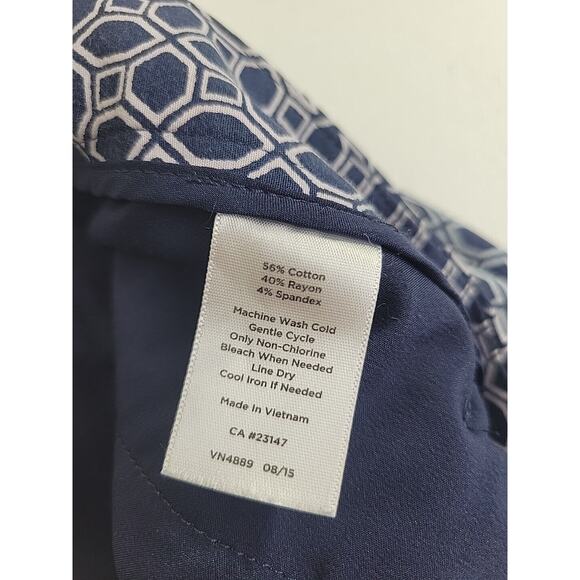 56% Cotton
40% Rayon
4% Spandex
Machine Wash Cold
Gentle Cycle
Only Non-Chlorine
Bleach When Needed
Line Dry
Cool Iron If Needed
Made In Vietnam
CA #23147
VN4889 08/15